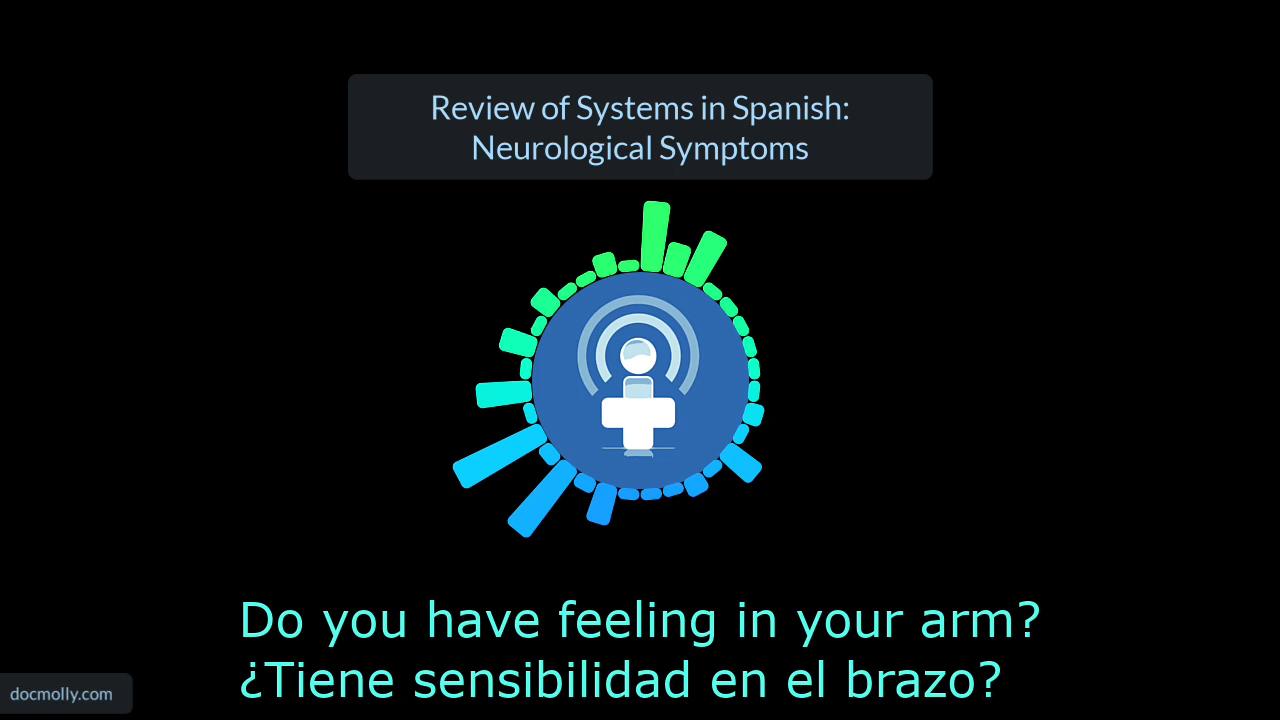 Review of Systems in Spanish:
Neurological Symptoms
Do you have feeling in your arm?
¿Tiene sensibilidad en el brazo?
docmolly.com